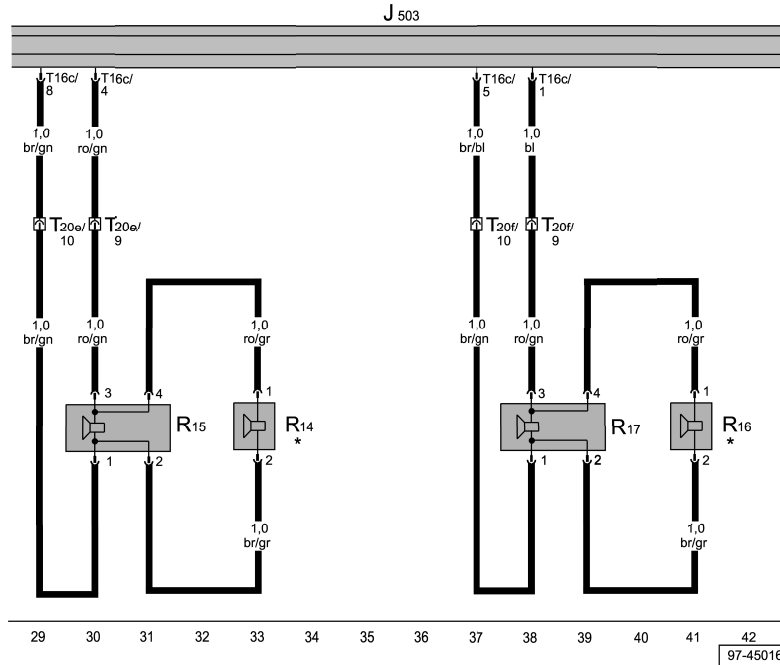 J 503
T16c/ T16c/ T16c/ T16c/
8 4 5 1
1,0 1,0 1,0 1,0
br/gn ro/gn br/bl bl
T20e/ T20e/ T20f/ T20f/
10 9 10 9
1,0 1,0 1,0 1,0 1,0 1,0
br/gn ro/gn ro/gr br/gn ro/gn ro/gr
3 4 1 3 4 1
R15 R14 R17 R16
* *
1 2 2 1 2 2
1,0 1,0
br/gr br/gr
29 30 31 32 33 34 35 36 37 38 39 40 41 42
97-45016